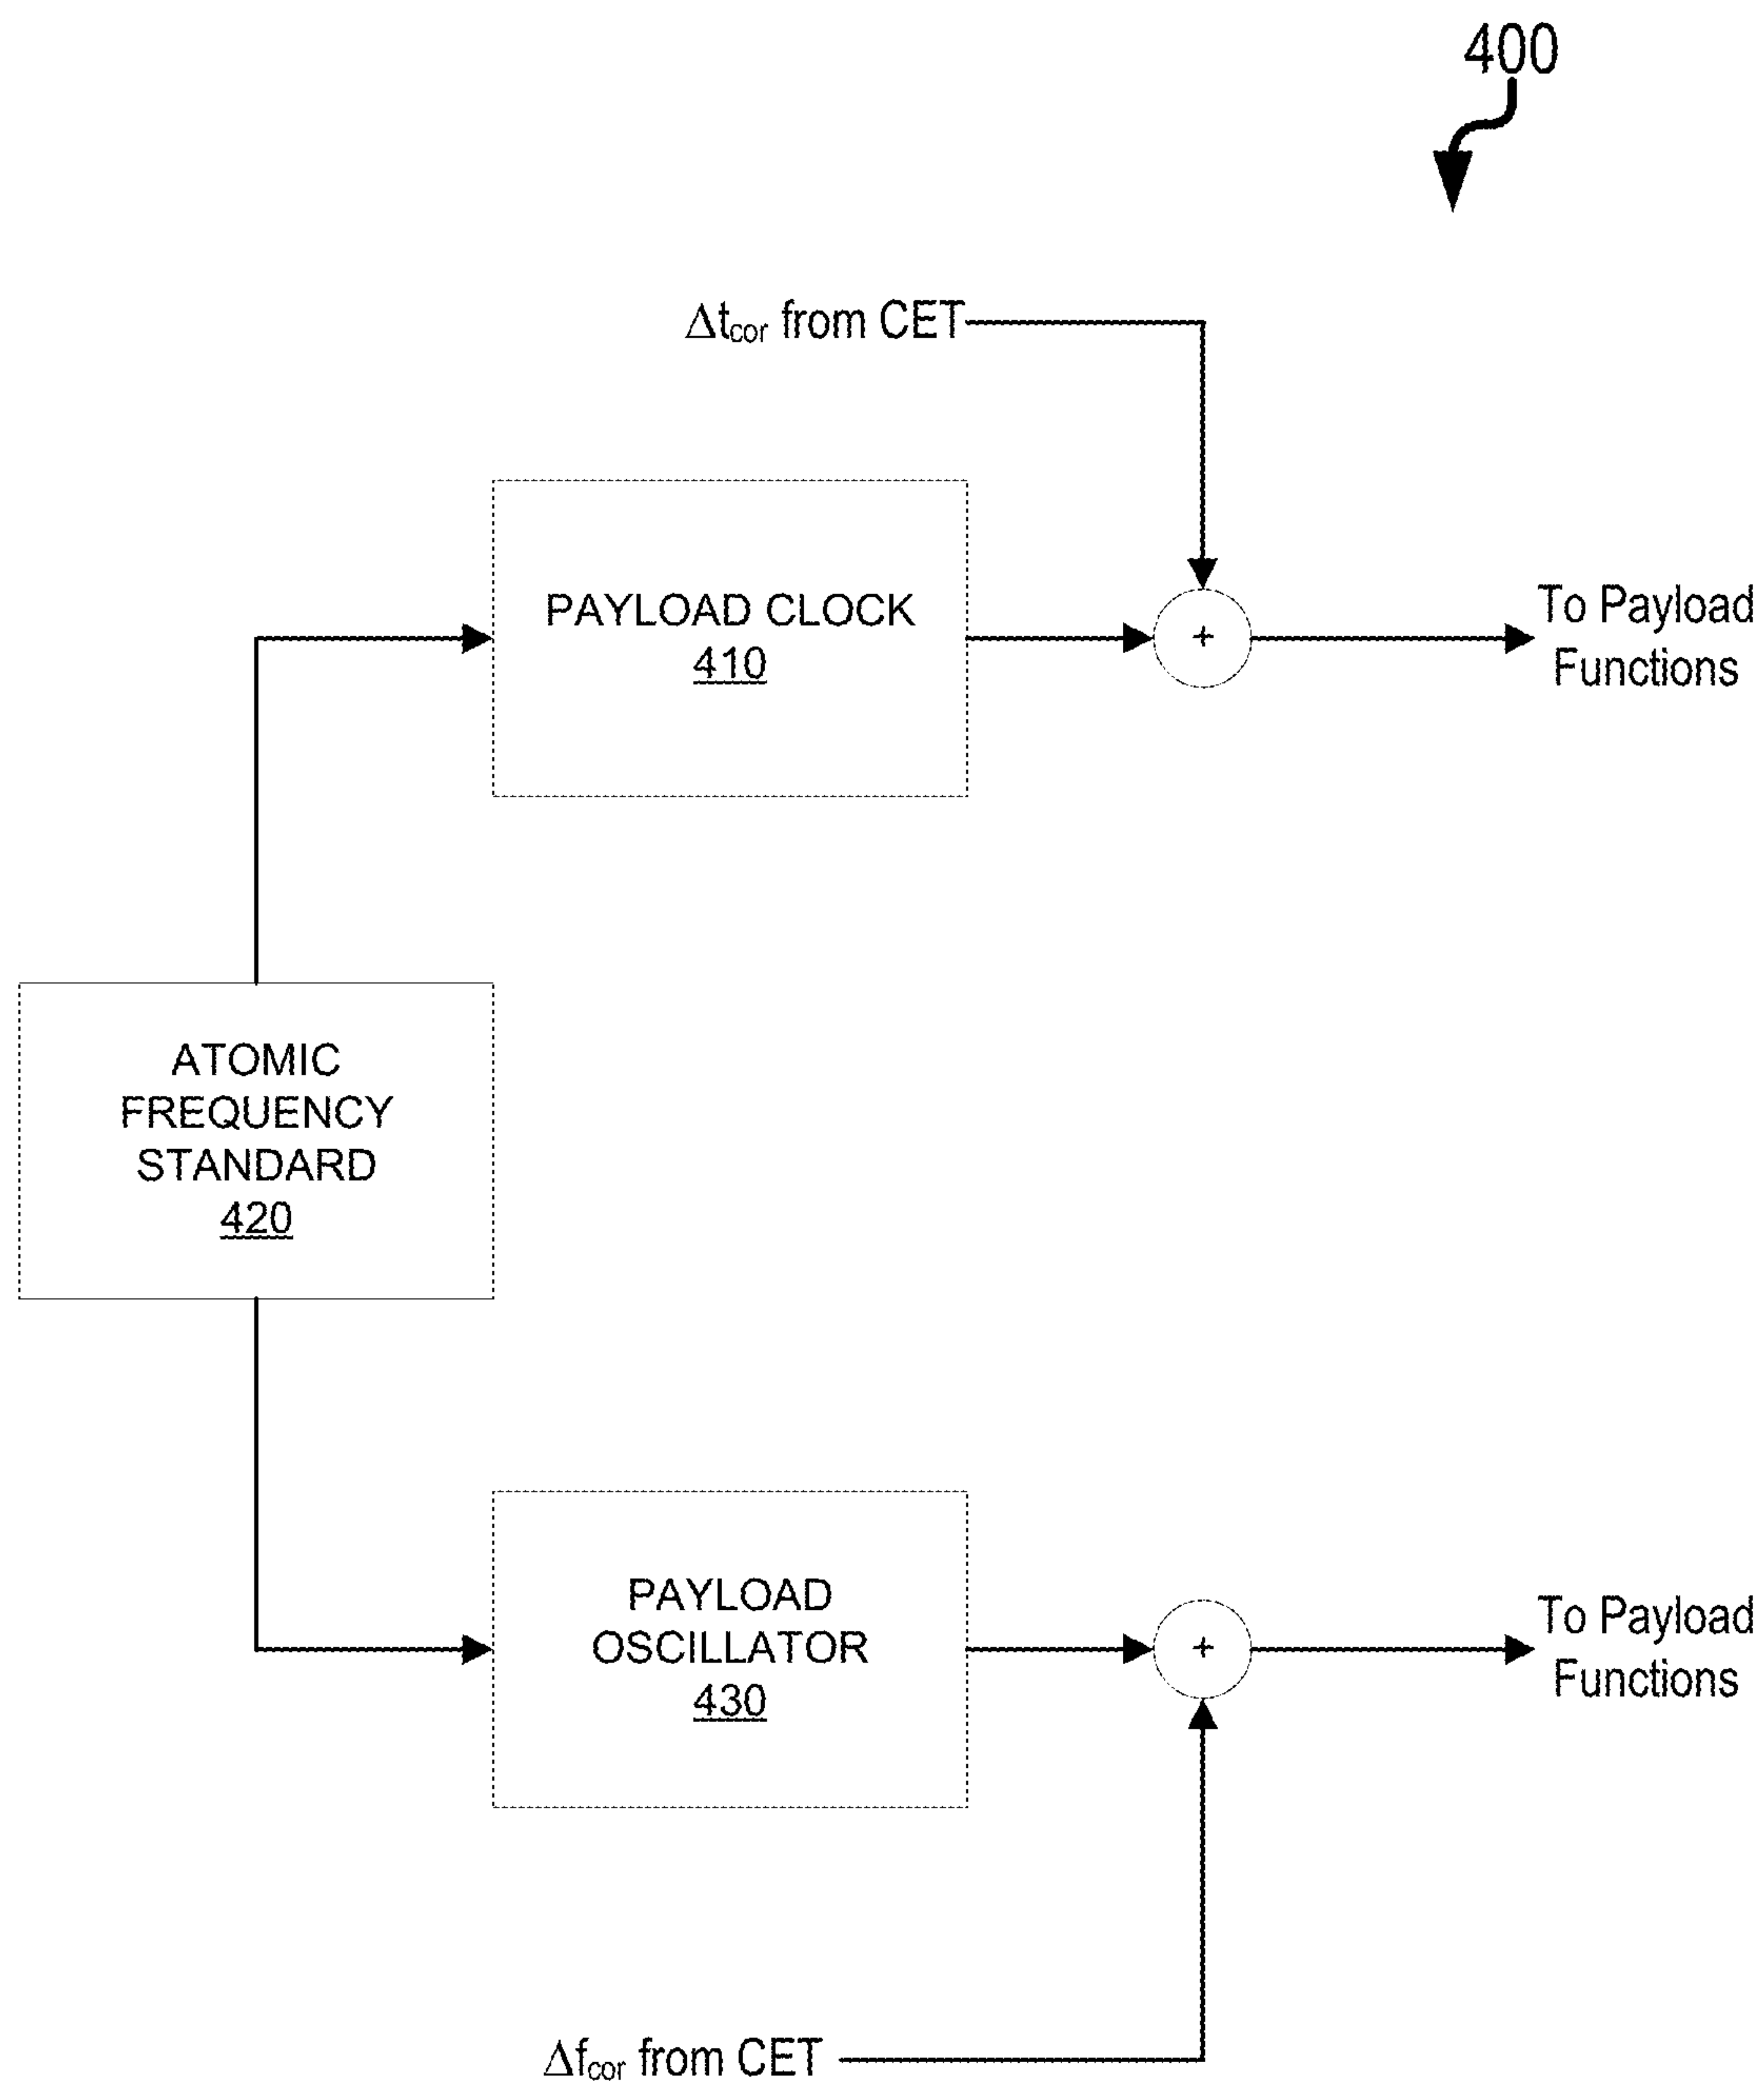 400
Δtcor from CET
PAYLOAD CLOCK
410
+
To Payload
Functions
ATOMIC
FREQUENCY
STANDARD
420
PAYLOAD
OSCILLATOR
430
+
To Payload
Functions
Δfcor from CET